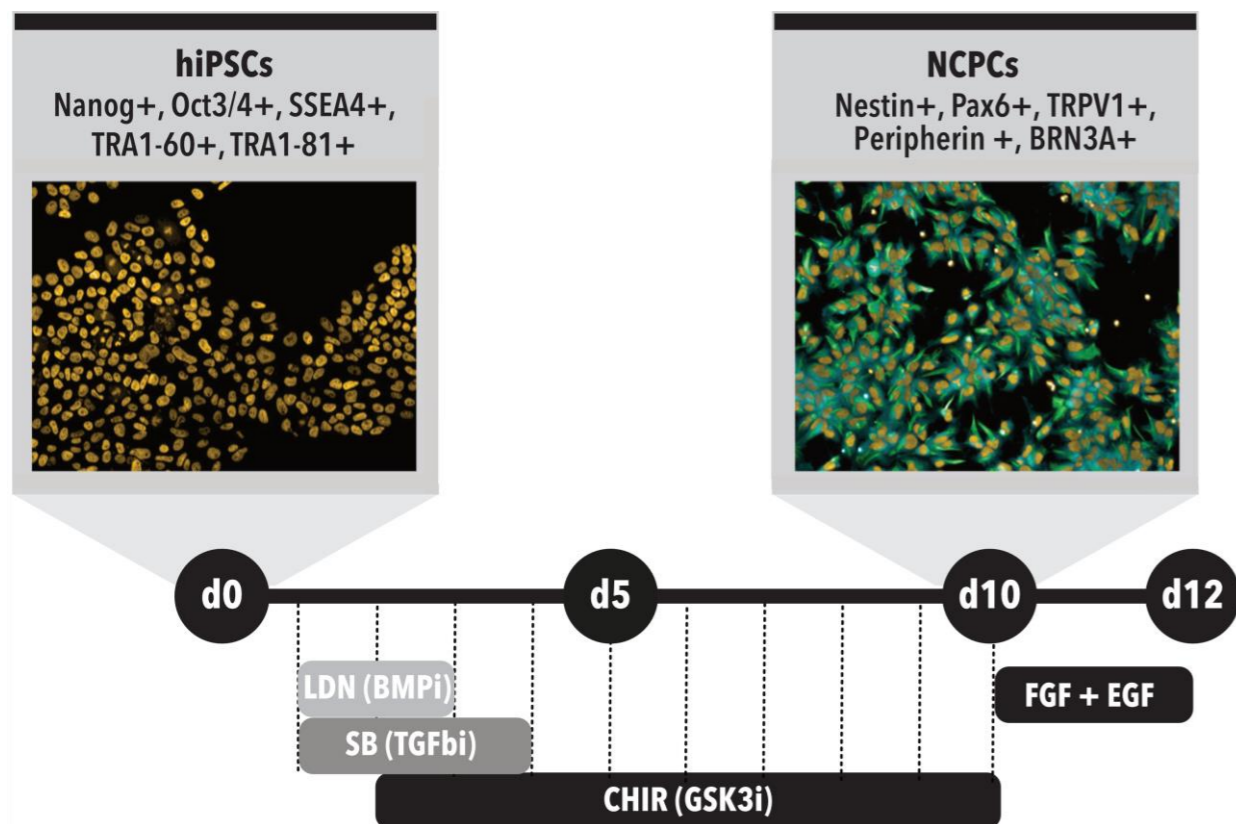 hiPSCs
Nanog+, Oct3/4+, SSEA4+,
TRA1-60+, TRA1-81+
NCPCs
Nestin+, Pax6+, TRPV1+,
Peripherin +, BRN3A+
d0
d5
d10
d12
LDN (BMPi)
FGF + EGF
SB (TGFbi)
CHIR (GSK3i)